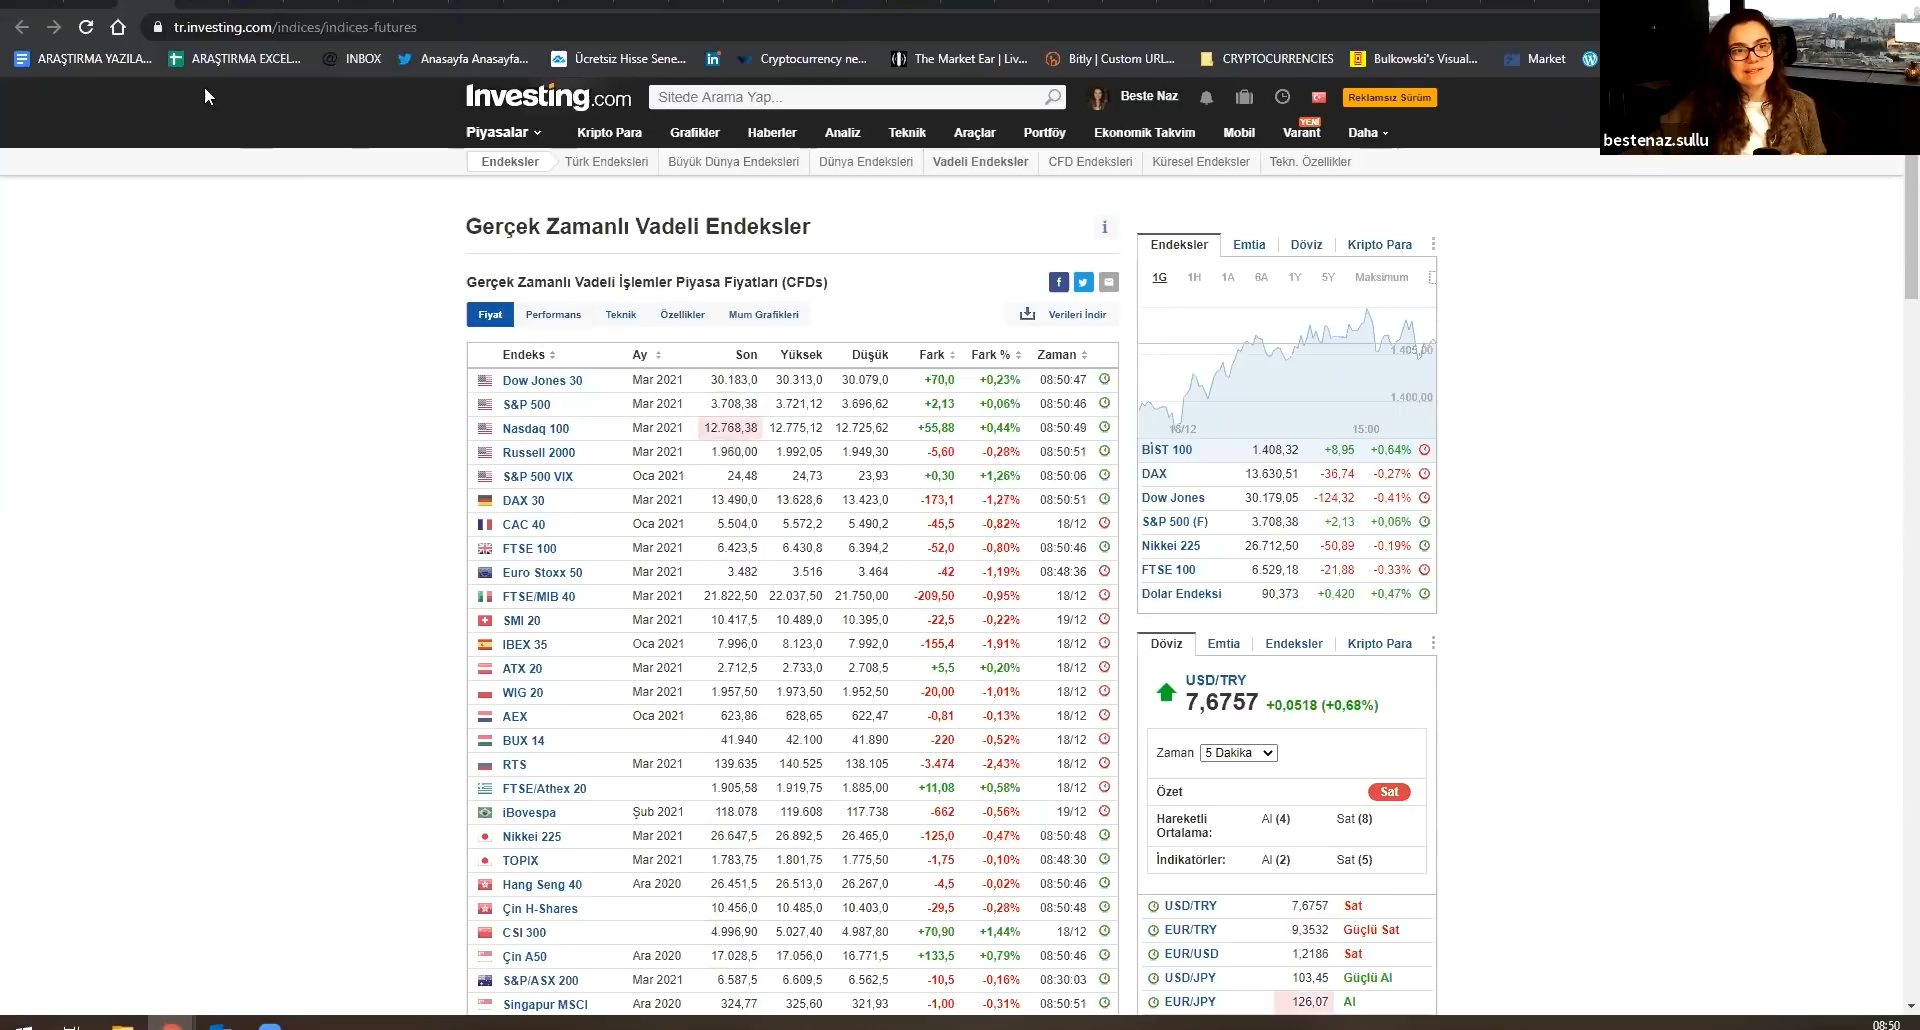 tr.investing.com/indices/indices-futures
ARAŞTIRMA YAZILA... ARAŞTIRMA EXCEL... INBOX Anasayfa Anasayfa... Ücretsiz Hisse Sene... Cryptocurrency ne... The Market Ear | Liv... Bitly | Custom URL... CRYPTOCURRENCIES Bulkowski's Visual... Market
bestenaz.sullu
Investing.com Sitede Arama Yap... Beste Naz Reklamsız Sürüm
YENİ
Piyasalar Kripto Para Grafikler Haberler Analiz Teknik Araçlar Portföy Ekonomik Takvim Mobil Varant Daha
Endeksler Türk Endeksleri Büyük Dünya Endeksleri Dünya Endeksleri Vadeli Endeksler CFD Endeksleri Küresel Endeksler Tekn. Özellikler
Gerçek Zamanlı Vadeli Endeksler
Gerçek Zamanlı Vadeli İşlemler Piyasa Fiyatları (CFDs)
Fiyat Performans Teknik Özellikler Mum Grafikleri Verileri İndir
Endeks Ay Son Yüksek Düşük Fark Fark % Zaman
Dow Jones 30 Mar 2021 30.183,0 30.313,0 30.079,0 +70,0 +0,23% 08:50:47
S&P 500 Mar 2021 3.708,38 3.721,12 3.696,62 +2,13 +0,06% 08:50:46
Nasdaq 100 Mar 2021 12.768,38 12.775,12 12.725,62 +55,88 +0,44% 08:50:49
Russell 2000 Mar 2021 1.960,00 1.992,05 1.949,30 -5,60 -0,28% 08:50:51
S&P 500 VIX Oca 2021 24,48 24,73 23,93 +0,30 +1,26% 08:50:06
DAX 30 Mar 2021 13.490,0 13.628,6 13.423,0 -173,1 -1,27% 08:50:51
CAC 40 Oca 2021 5.504,0 5.572,2 5.490,2 -45,5 -0,82% 18/12
FTSE 100 Mar 2021 6.423,5 6.430,8 6.394,2 -52,0 -0,80% 08:50:46
Euro Stoxx 50 Mar 2021 3.482 3.516 3.464 -42 -1,19% 08:48:36
FTSE/MIB 40 Mar 2021 21.822,50 22.037,50 21.750,00 -209,50 -0,95% 18/12
SMI 20 Mar 2021 10.417,5 10.489,0 10.395,0 -22,5 -0,22% 19/12
IBEX 35 Oca 2021 7.996,0 8.123,0 7.992,0 -155,4 -1,91% 18/12
ATX 20 Mar 2021 2.712,5 2.733,0 2.708,5 +5,5 +0,20% 18/12
WIG 20 Mar 2021 1.957,50 1.973,50 1.952,50 -20,00 -1,01% 18/12
AEX Oca 2021 623,86 628,65 622,47 -0,81 -0,13% 18/12
BUX 14 41.940 42.100 41.890 -220 -0,52% 18/12
RTS Mar 2021 139.635 140.525 138.105 -3.474 -2,43% 18/12
FTSE/Athex 20 1.905,58 1.919,75 1.885,00 +11,08 +0,58% 18/12
iBovespa Şub 2021 118.078 119.608 117.738 -662 -0,56% 19/12
Nikkei 225 Mar 2021 26.647,5 26.892,5 26.465,0 -125,0 -0,47% 08:50:48
TOPIX Mar 2021 1.783,75 1.801,75 1.775,50 -1,75 -0,10% 08:48:30
Hang Seng 40 Ara 2020 26.451,5 26.513,0 26.267,0 -4,5 -0,02% 08:50:46
Çin H-Shares 10.456,0 10.485,0 10.403,0 -29,5 -0,28% 08:50:48
CSI 300 4.996,90 5.027,40 4.987,80 +70,90 +1,44% 18/12
Çin A50 Ara 2020 17.028,5 17.056,0 16.771,5 +133,5 +0,79% 08:50:46
S&P/ASX 200 Mar 2021 6.587,5 6.609,5 6.562,5 -10,5 -0,16% 08:30:03
Singapur MSCI Ara 2020 324,77 325,60 321,93 -1,00 -0,31% 08:50:51
Endeksler Emtia Döviz Kripto Para
1G 1H 1A 6A 1Y 5Y Maksimum
1.405,00
1.400,00
18/12 15:00
BİST 100 1.408,32 +8,95 +0,64%
DAX 13.630,51 -36,74 -0,27%
Dow Jones 30.179,05 -124,32 -0,41%
S&P 500 (F) 3.708,38 +2,13 +0,06%
Nikkei 225 26.712,50 -50,89 -0,19%
FTSE 100 6.529,18 -21,88 -0,33%
Dolar Endeksi 90,373 +0,420 +0,47%
Döviz Emtia Endeksler Kripto Para
USD/TRY
7,6757 +0,0518 (+0,68%)
Zaman 5 Dakika
Özet Sat
Hareketli Ortalama: Al (4) Sat (8)
İndikatörler: Al (2) Sat (5)
USD/TRY 7,6757 Sat
EUR/TRY 9,3532 Güçlü Sat
EUR/USD 1,2186 Sat
USD/JPY 103,45 Güçlü Al
EUR/JPY 126,07 Al
08:50